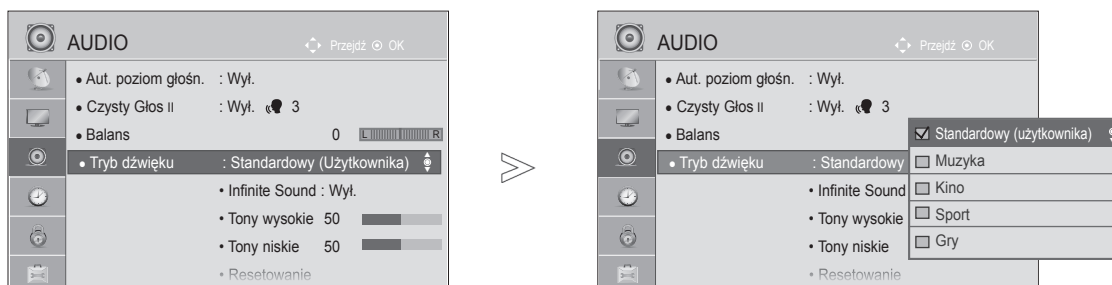 AUDIO
Przejdź OK
• Aut. poziom głośn. : Wył.
• Czysty Głos II : Wył. 3
• Balans 0 L R
• Tryb dźwięku : Standardowy (Użytkownika)
• Infinite Sound : Wył.
• Tony wysokie 50
• Tony niskie 50
• Resetowanie
AUDIO
Przejdź OK
• Aut. poziom głośn. : Wył.
• Czysty Głos II : Wył. 3
• Balans
• Tryb dźwięku : Standardowy
• Infinite Sound
• Tony wysokie
• Tony niskie
• Resetowanie
Standardowy (użytkownika)
Muzyka
Kino
Sport
Gry